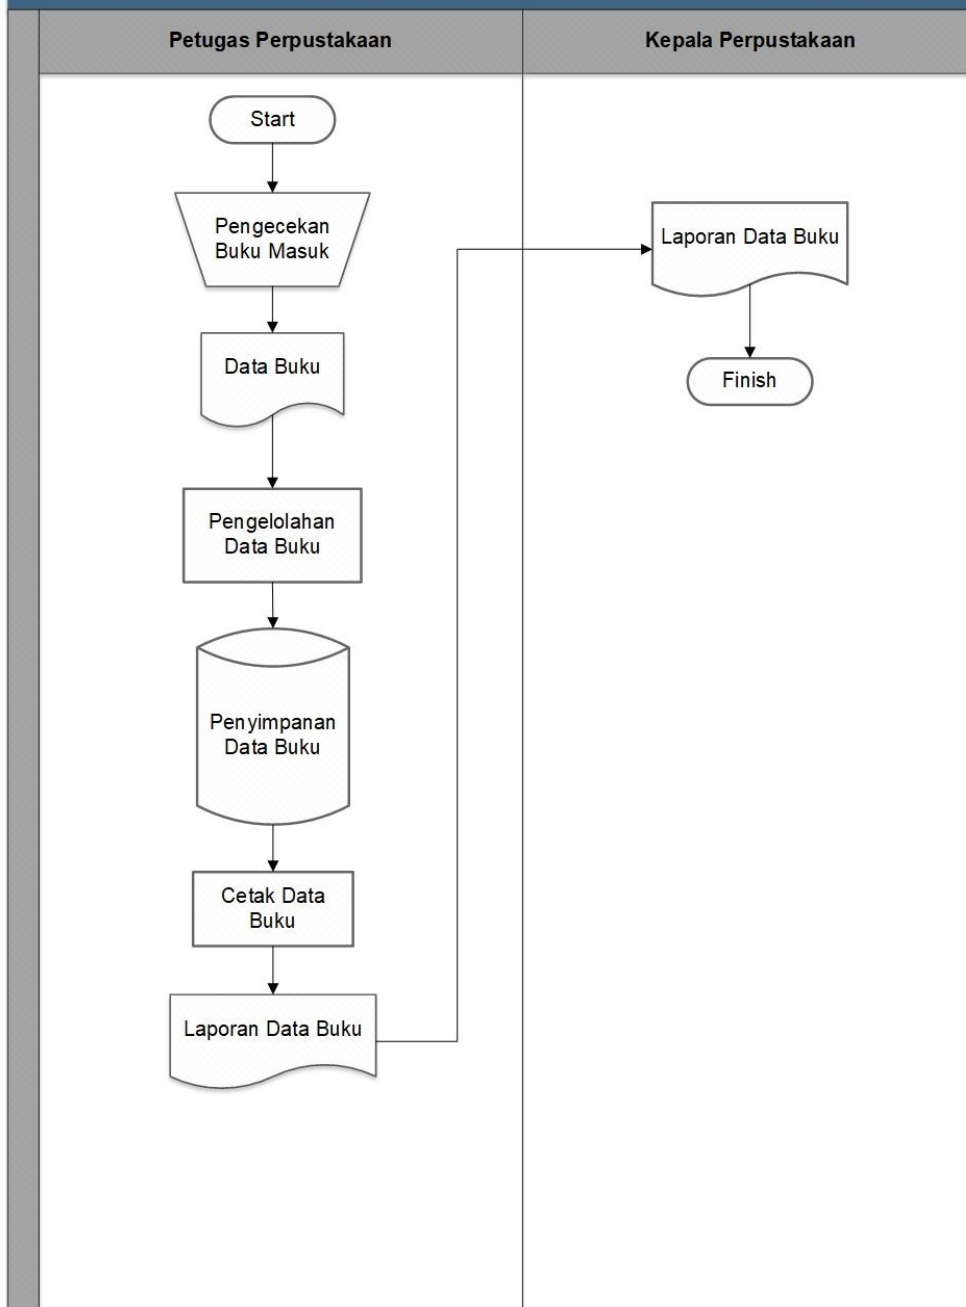 Petugas Perpustakaan
Kepala Perpustakaan
Start
Pengecekan
Buku Masuk
Data Buku
Pengelolahan
Data Buku
Penyimpanan
Data Buku
Cetak Data
Buku
Laporan Data Buku
Laporan Data Buku
Finish